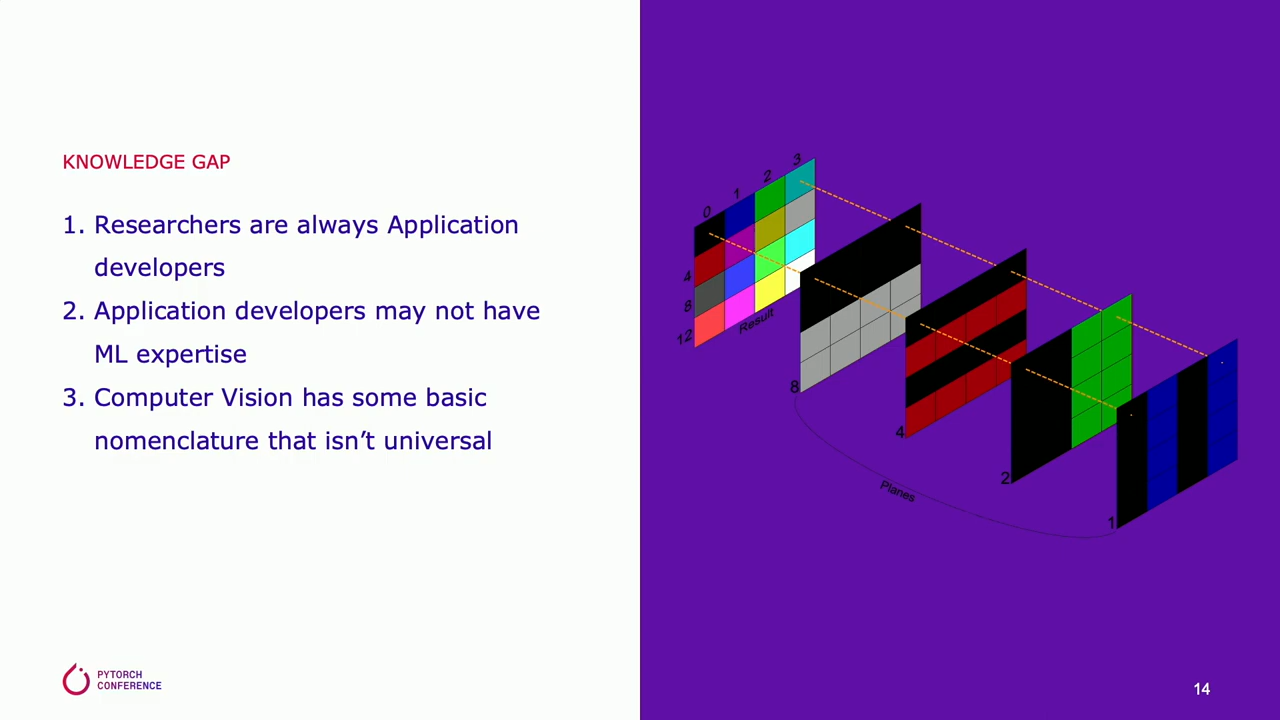 KNOWLEDGE GAP
1. Researchers are always Application
developers
2. Application developers may not have
ML expertise
3. Computer Vision has some basic
nomenclature that isn’t universal
0
1
2
3
4
8
12
Result
8
4
2
1
Planes
PYTORCH
CONFERENCE
14